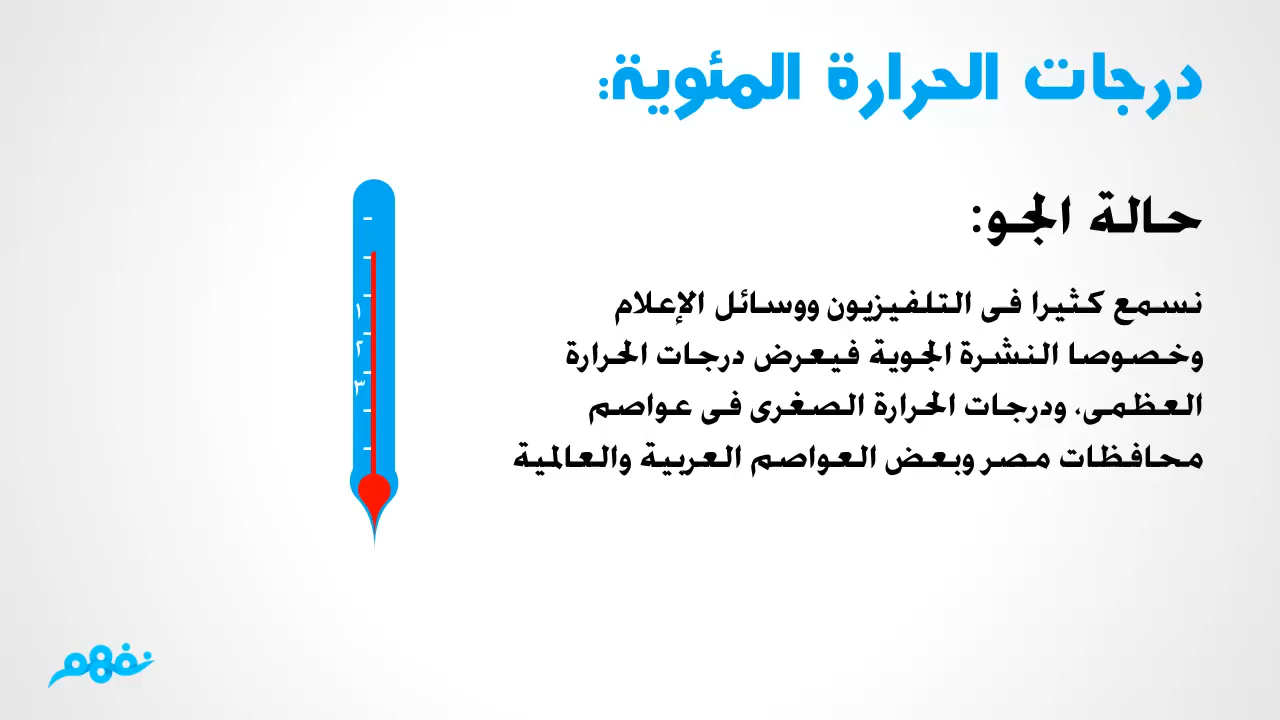 درجات الحرارة المئوية:
حالة الجو:
نسمع كثيرا فى التلفيزيون ووسائل الإعلام
وخصوصا النشرة الجوية فيعرض درجات الحرارة
العظمى، ودرجات الحرارة الصغرى فى عواصم
محافظات مصر وبعض العواصم العربية والعالمية
١
٢
٣
نفهم